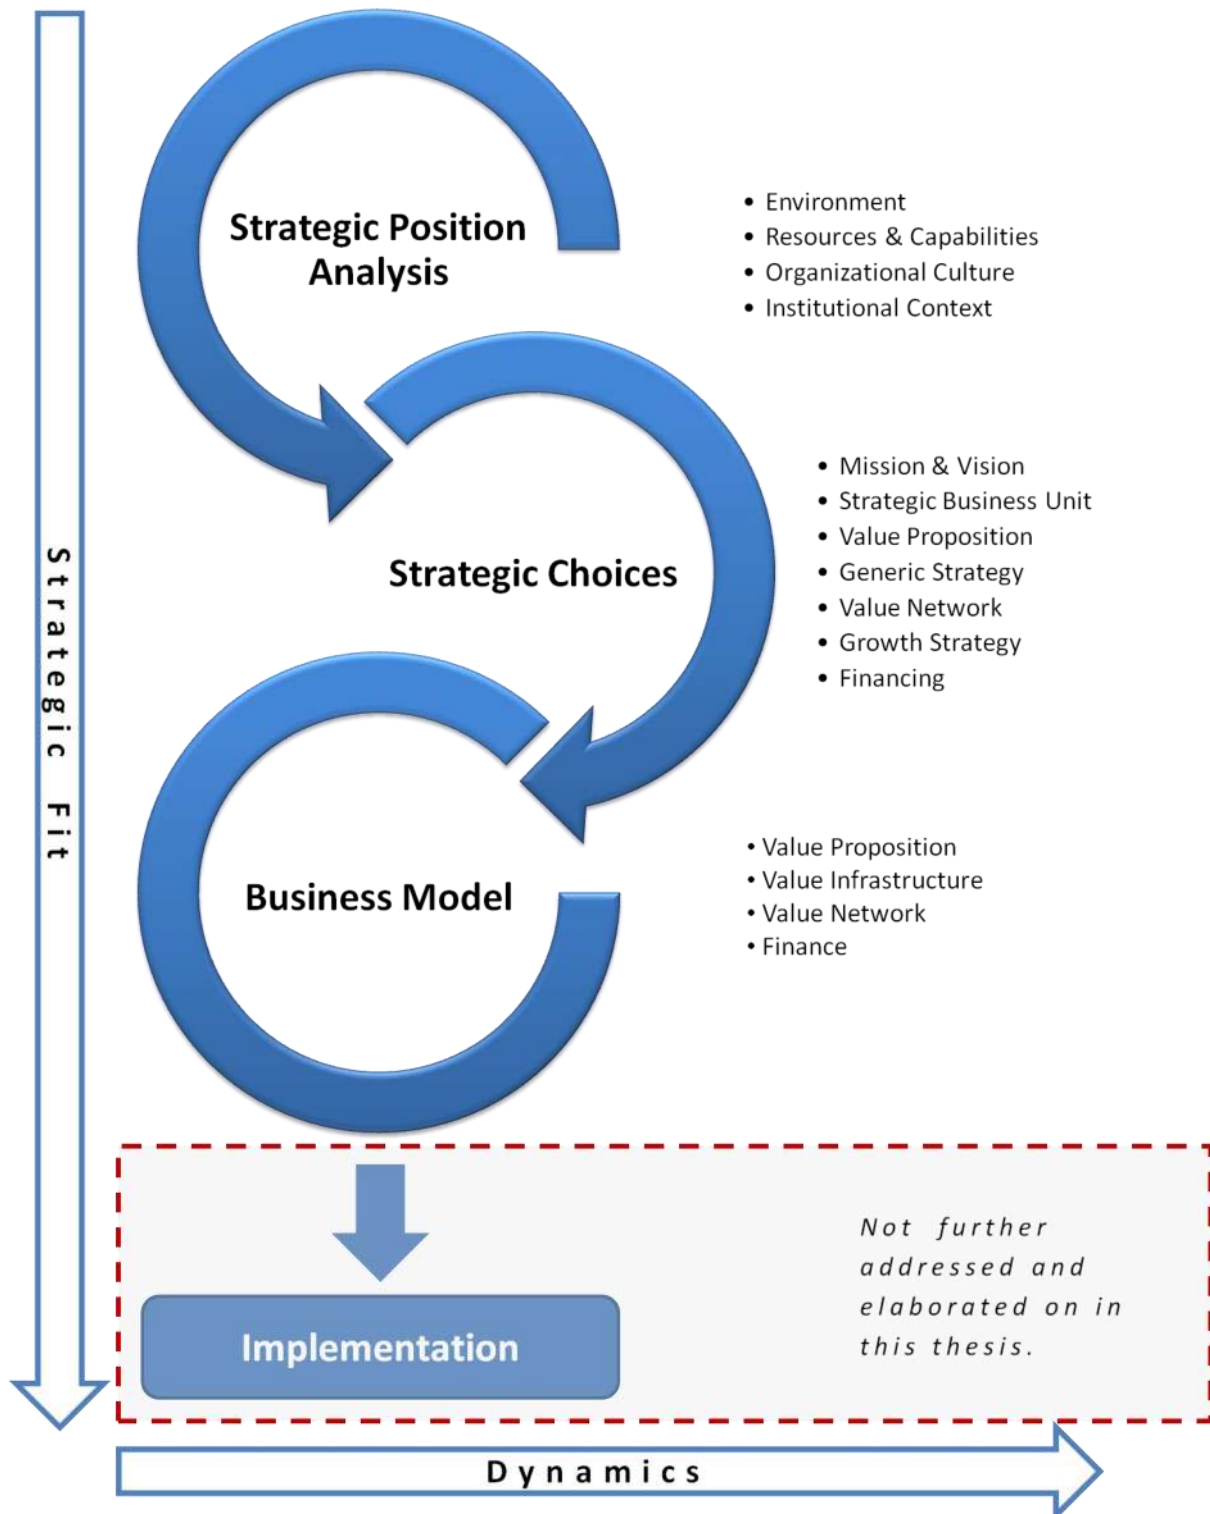 Strategic Position
Analysis
• Environment
• Resources & Capabilities
• Organizational Culture
• Institutional Context
Strategic Choices
• Mission & Vision
• Strategic Business Unit
• Value Proposition
• Generic Strategy
• Value Network
• Growth Strategy
• Financing
Business Model
• Value Proposition
• Value Infrastructure
• Value Network
• Finance
Strategic Fit
Implementation
Not further
addressed and
elaborated on in
this thesis.
Dynamics